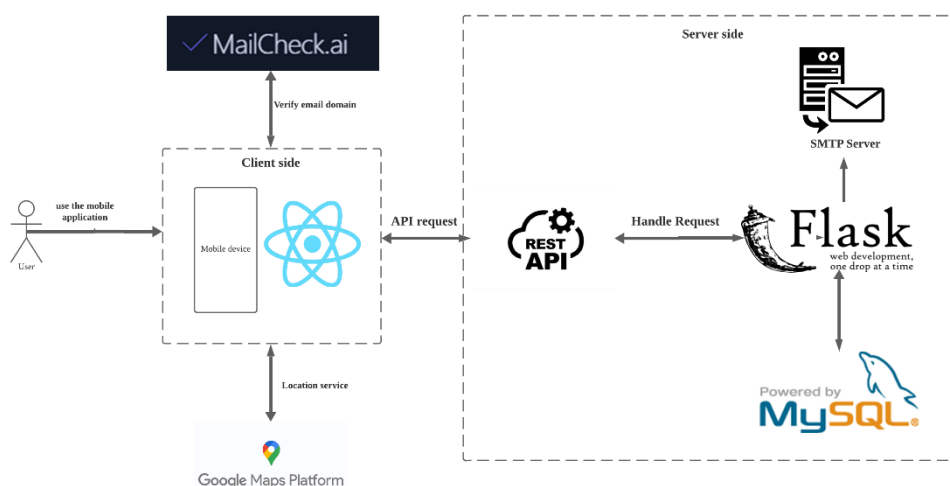 MailCheck.ai
Server side
Verify email domain
SMTP Server
Client side
use the mobile
application
User
Mobile device
API request
REST
API
Handle Request
Flask
web development,
one drop at a time
Location service
Powered by
MySQL®
Google Maps Platform